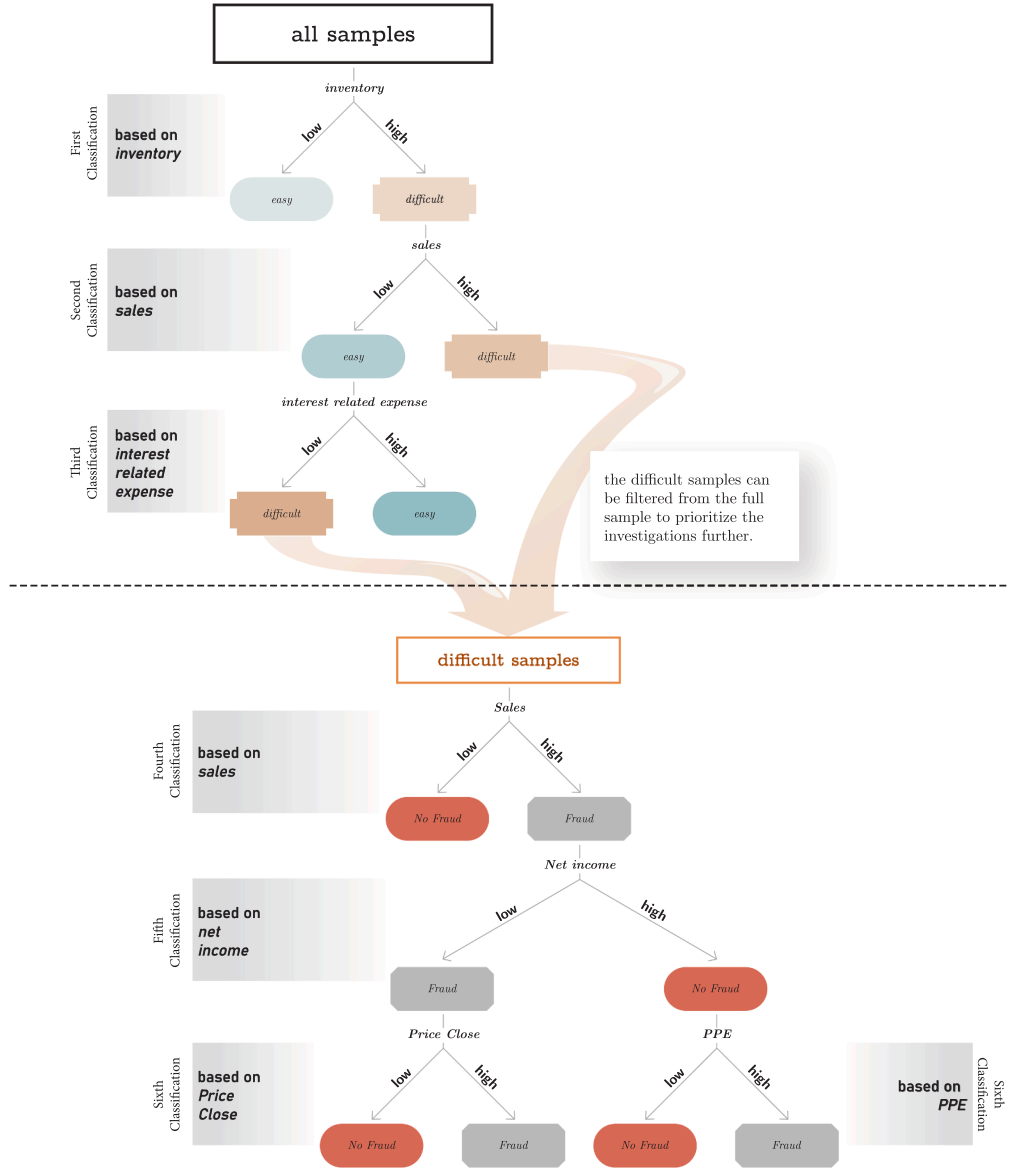 all samples
inventory
First
Classification
based on
inventory
low
high
easy
difficult
sales
Second
Classification
based on
sales
low
high
easy
difficult
interest related expense
Third
Classification
based on
interest
related
expense
low
high
difficult
easy
the difficult samples can
be filtered from the full
sample to prioritize the
investigations further.
difficult samples
Sales
Fourth
Classification
based on
sales
low
high
No Fraud
Fraud
Net income
Fifth
Classification
based on
net
income
low
high
Fraud
No Fraud
Price Close
PPE
Sixth
Classification
based on
Price
Close
low
high
low
high
based on
PPE
Sixth
Classification
No Fraud
Fraud
No Fraud
Fraud